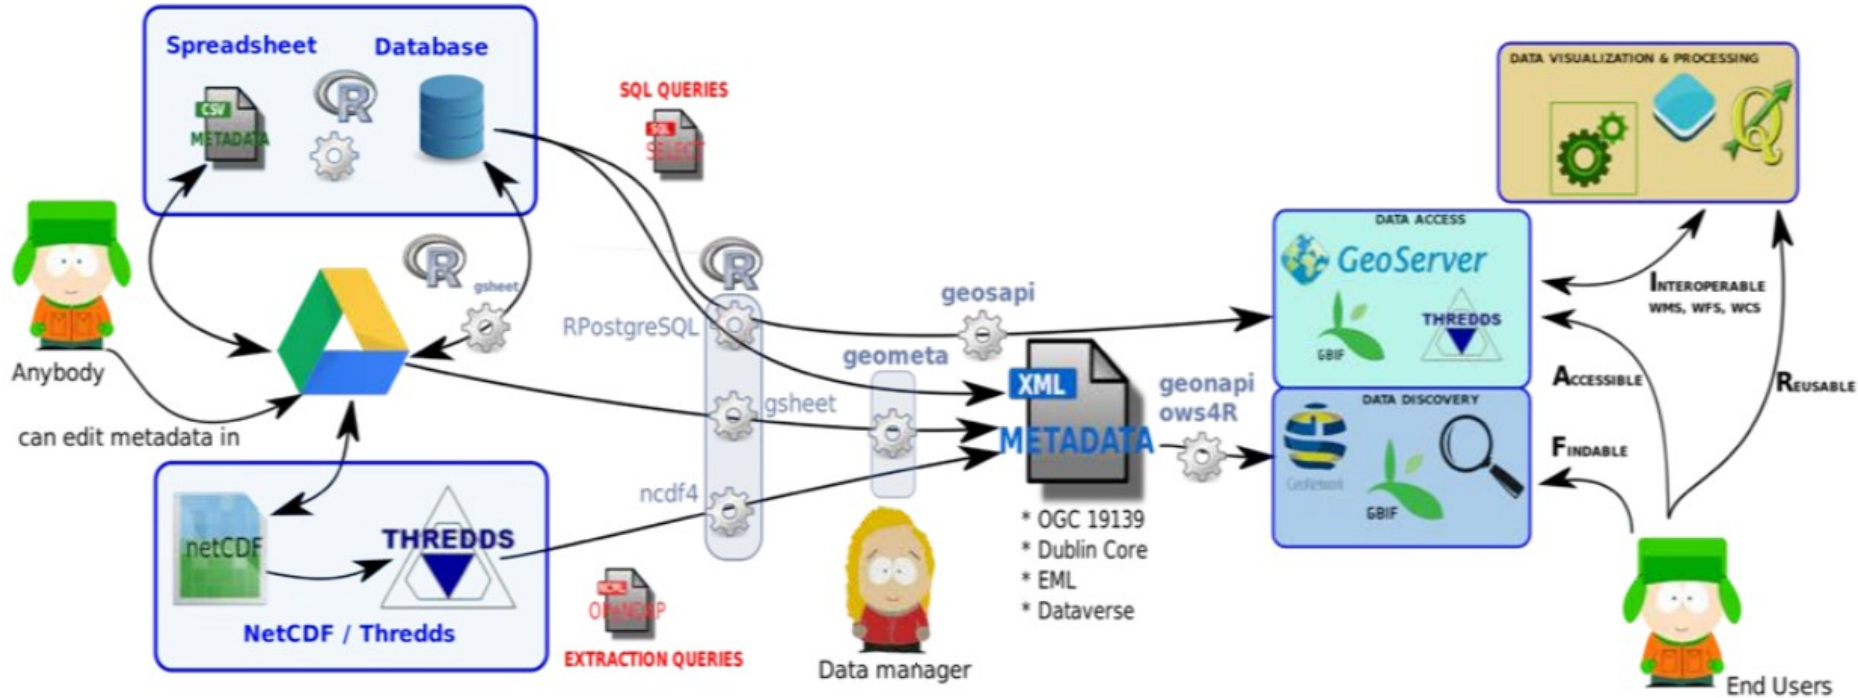 Spreadsheet
Database
CSV
METADATA
R
SQL QUERIES
SQL
SELECT
R
gsheet
Anybody
can edit metadata in
netCDF
THREDDS
NetCDF / Thredds
R
RPostgreSQL
gsheet
ncdf4
NCML
OPeNDAP
EXTRACTION QUERIES
geosapi
geometa
XML
METADATA
* OGC 19139
* Dublin Core
* EML
* Dataverse
Data manager
geonapi
ows4R
DATA VISUALIZATION & PROCESSING
DATA ACCESS
GeoServer
GBIF
THREDDS
DATA DISCOVERY
GeoNetwork
GBIF
INTEROPERABLE
WMS, WFS, WCS
ACCESSIBLE
REUSABLE
FINDABLE
End Users